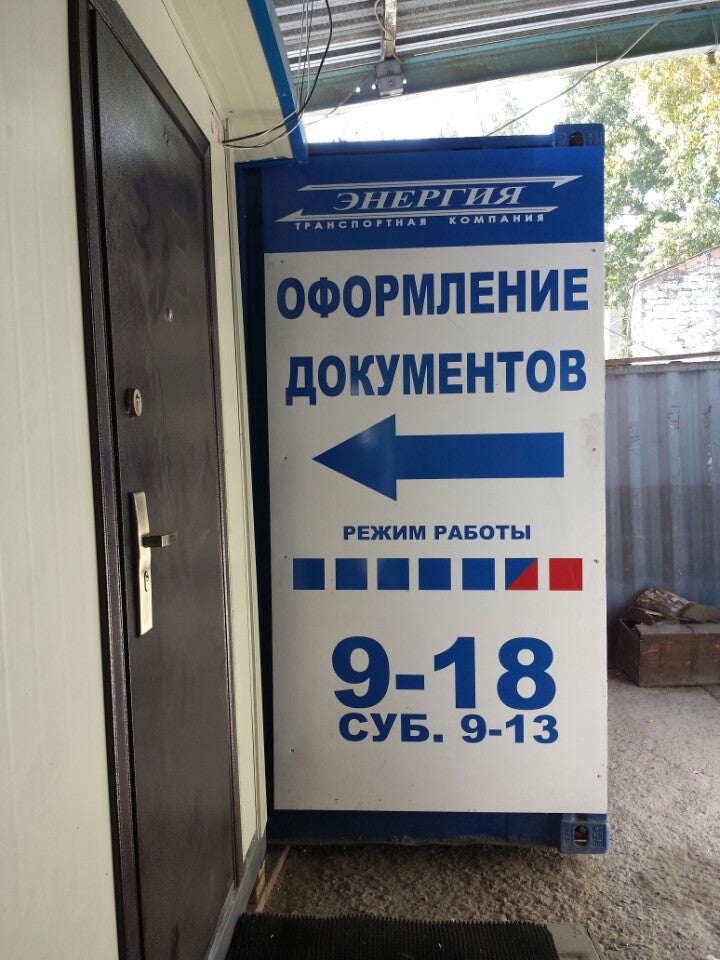 ЭНЕРГИЯ
ТРАНСПОРТНАЯ КОМПАНИЯ
ОФОРМЛЕНИЕ
ДОКУМЕНТОВ
РЕЖИМ РАБОТЫ
9-18
СУБ. 9-13